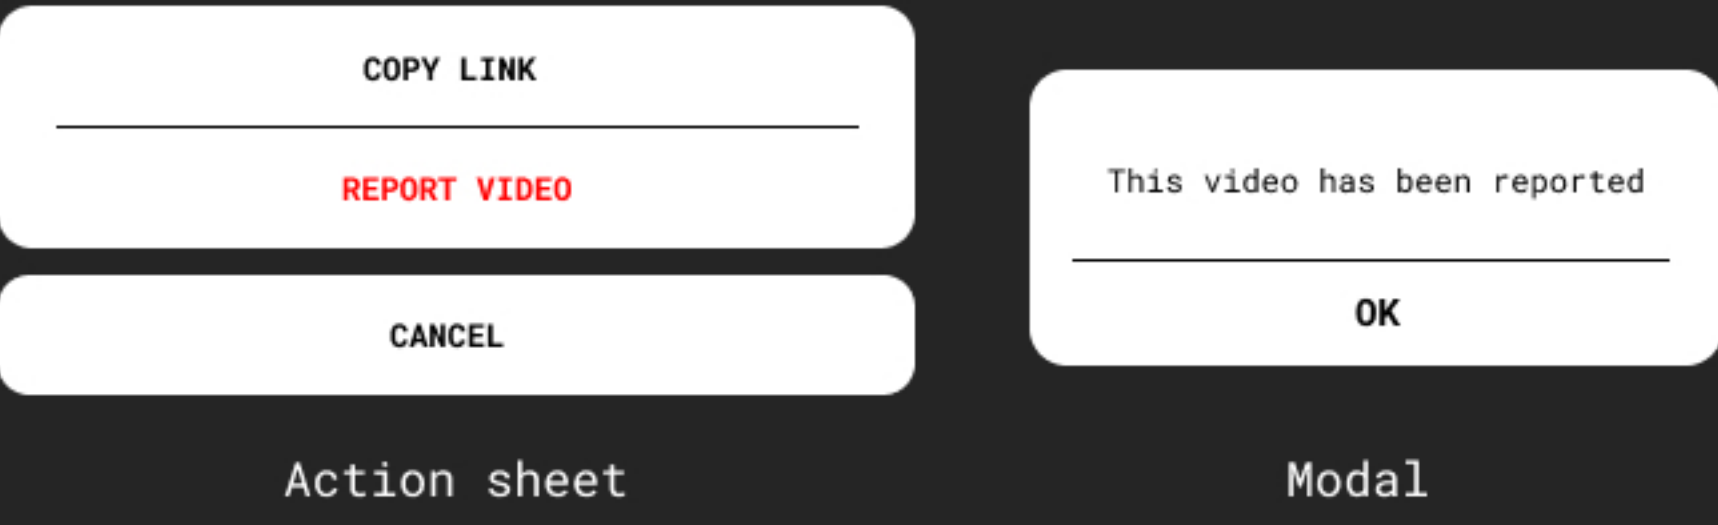 COPY LINK
REPORT VIDEO
CANCEL
Action sheet
This video has been reported
OK
Modal